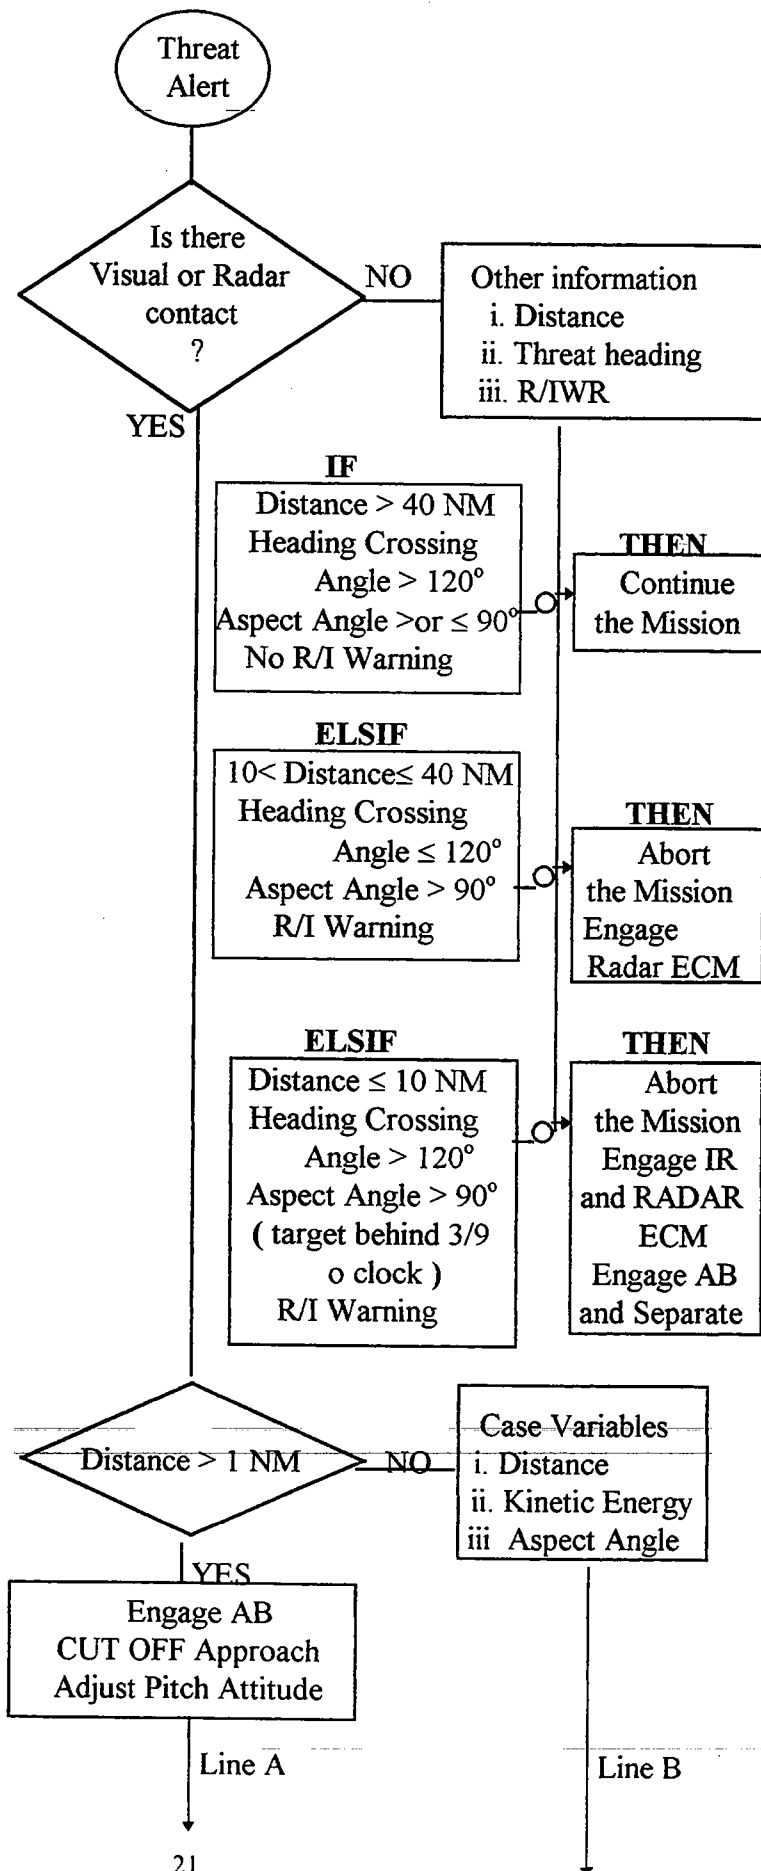 Threat
Alert
Is there
Visual or Radar
contact
?
NO
YES
Other information
i. Distance
ii. Threat heading
iii. R/IWR
IF
Distance > 40 NM
Heading Crossing
Angle > 120°
Aspect Angle >or ≤ 90°
No R/I Warning
THEN
Continue
the Mission
ELSIF
10< Distance≤ 40 NM
Heading Crossing
Angle ≤ 120°
Aspect Angle > 90°
R/I Warning
THEN
Abort
the Mission
Engage
Radar ECM
ELSIF
Distance ≤ 10 NM
Heading Crossing
Angle > 120°
Aspect Angle > 90°
( target behind 3/9
o clock )
R/I Warning
THEN
Abort
the Mission
Engage IR
and RADAR
ECM
Engage AB
and Separate
Distance > 1 NM
NO
Case Variables
i. Distance
ii. Kinetic Energy
iii Aspect Angle
YES
Engage AB
CUT OFF Approach
Adjust Pitch Attitude
Line A
Line B
21